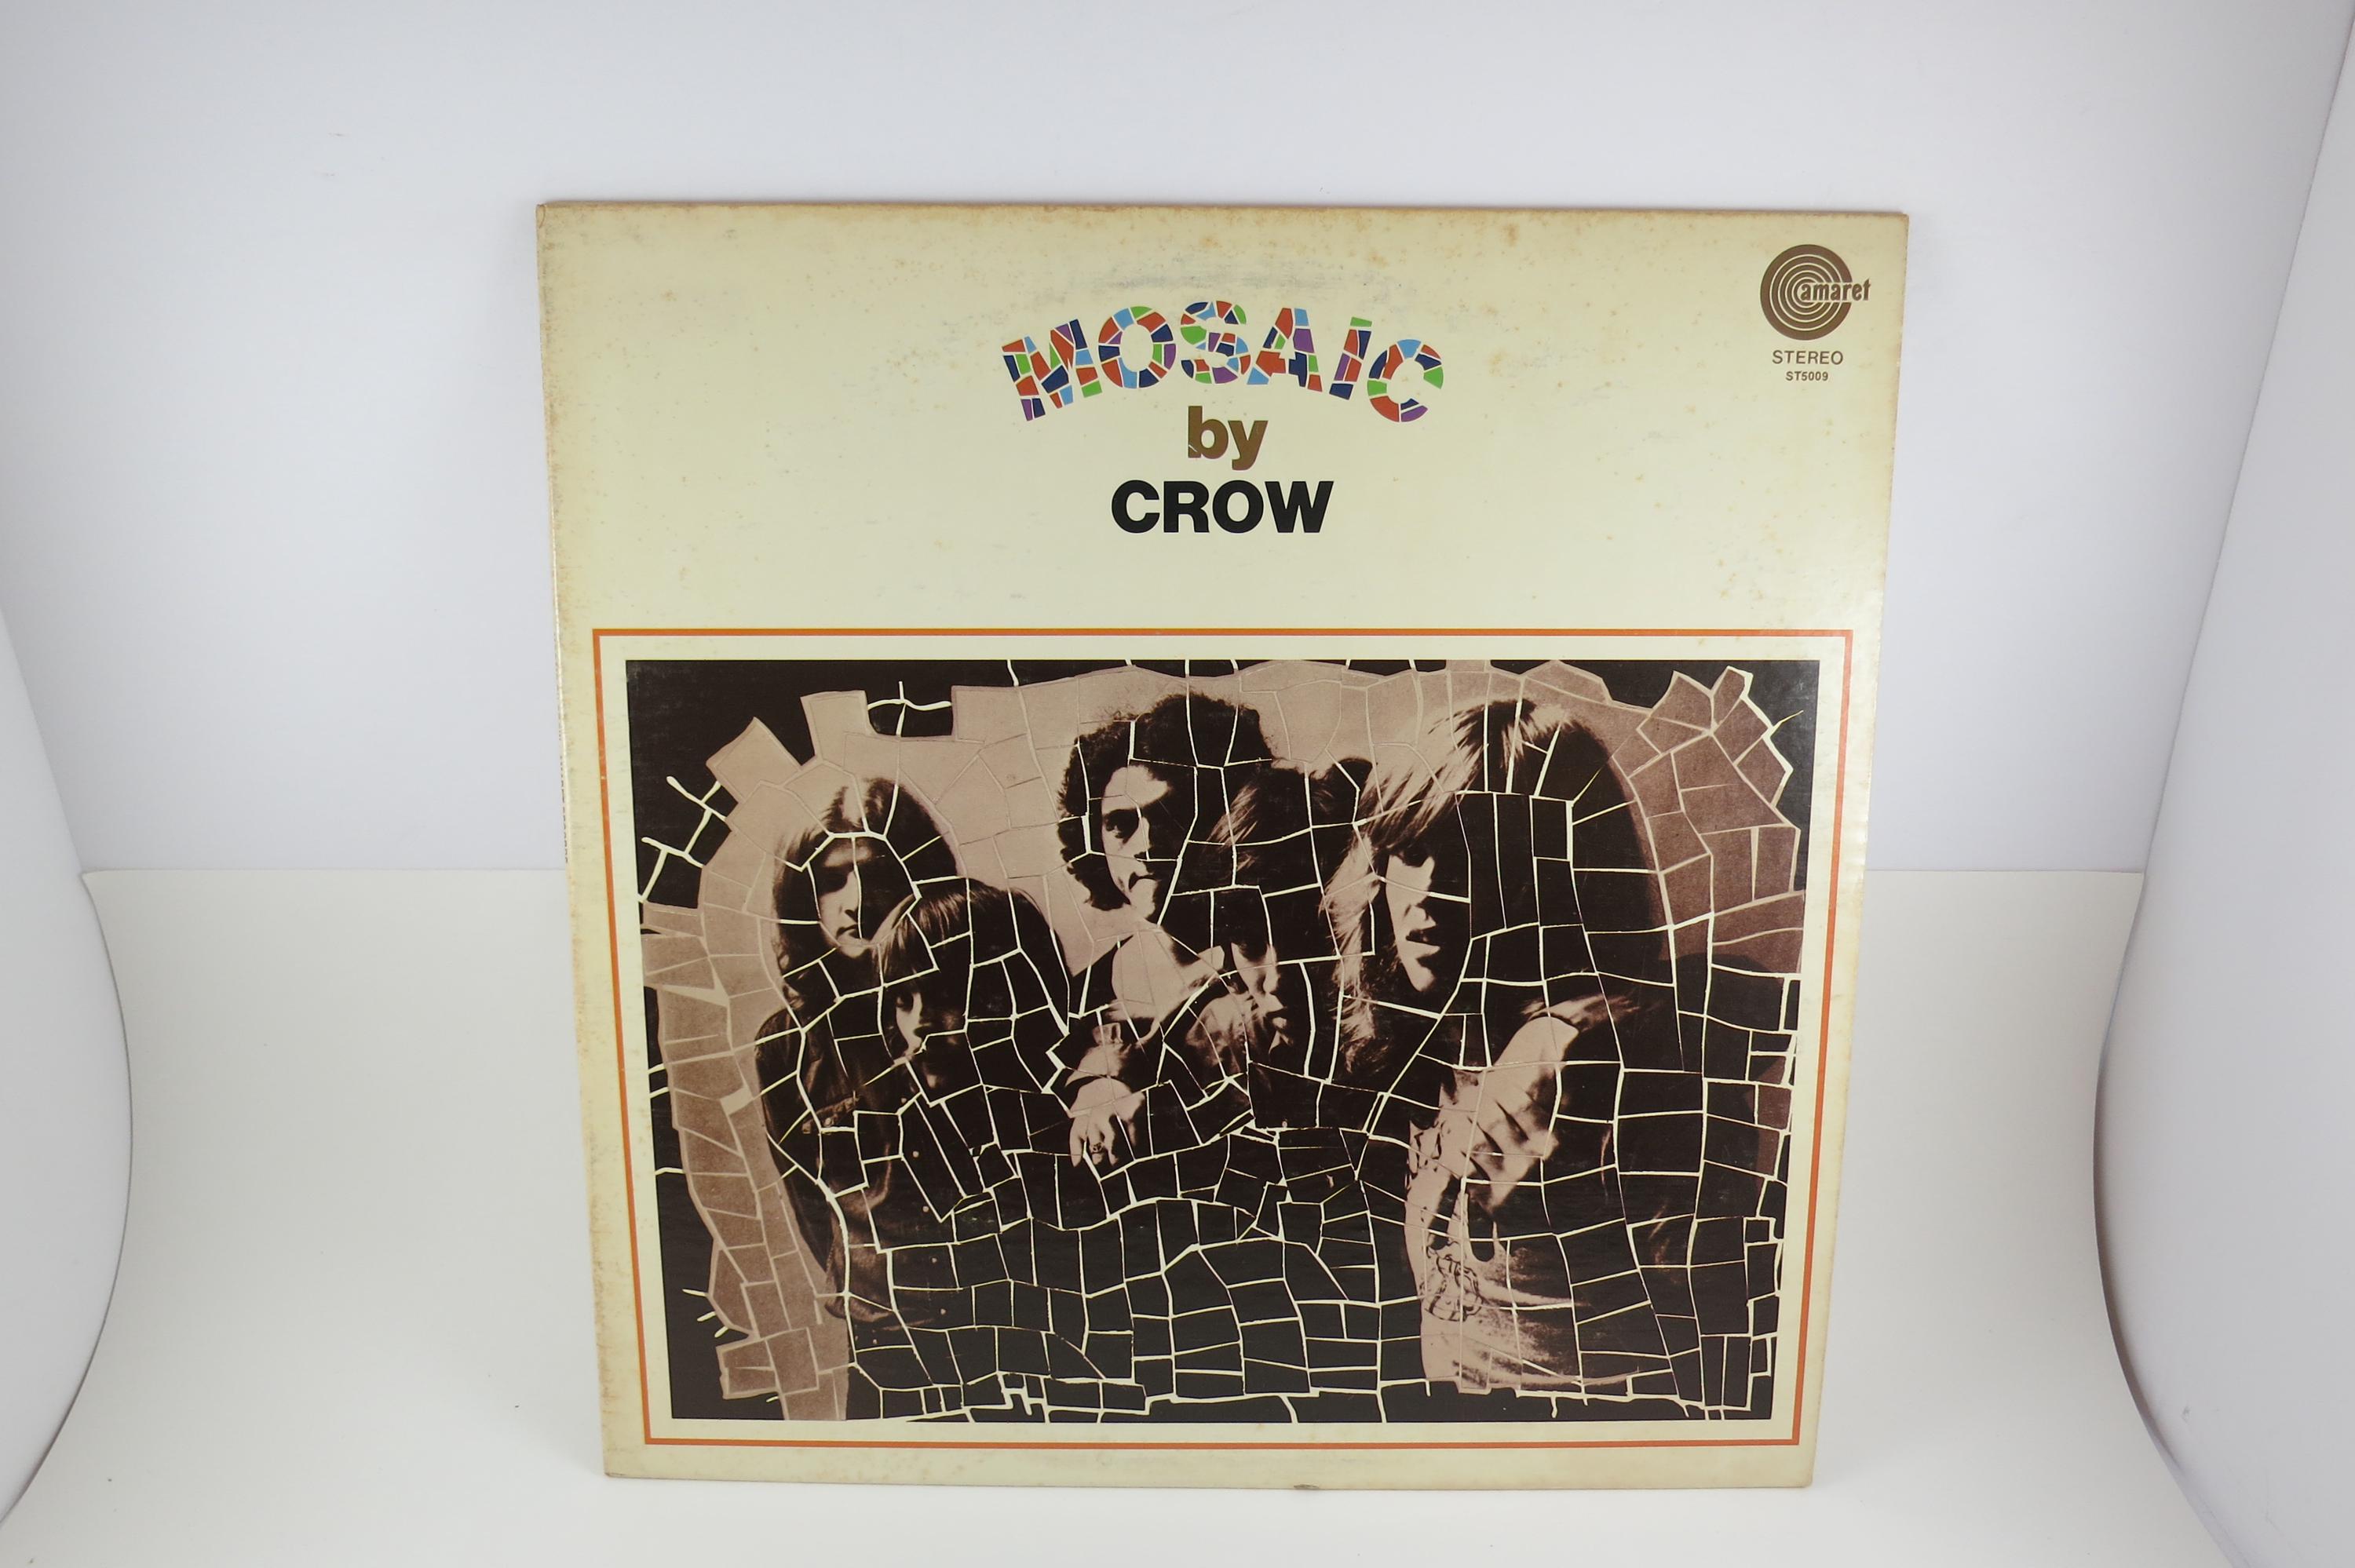 MOSAIC
by
CROW
amaret
STEREO
ST5009